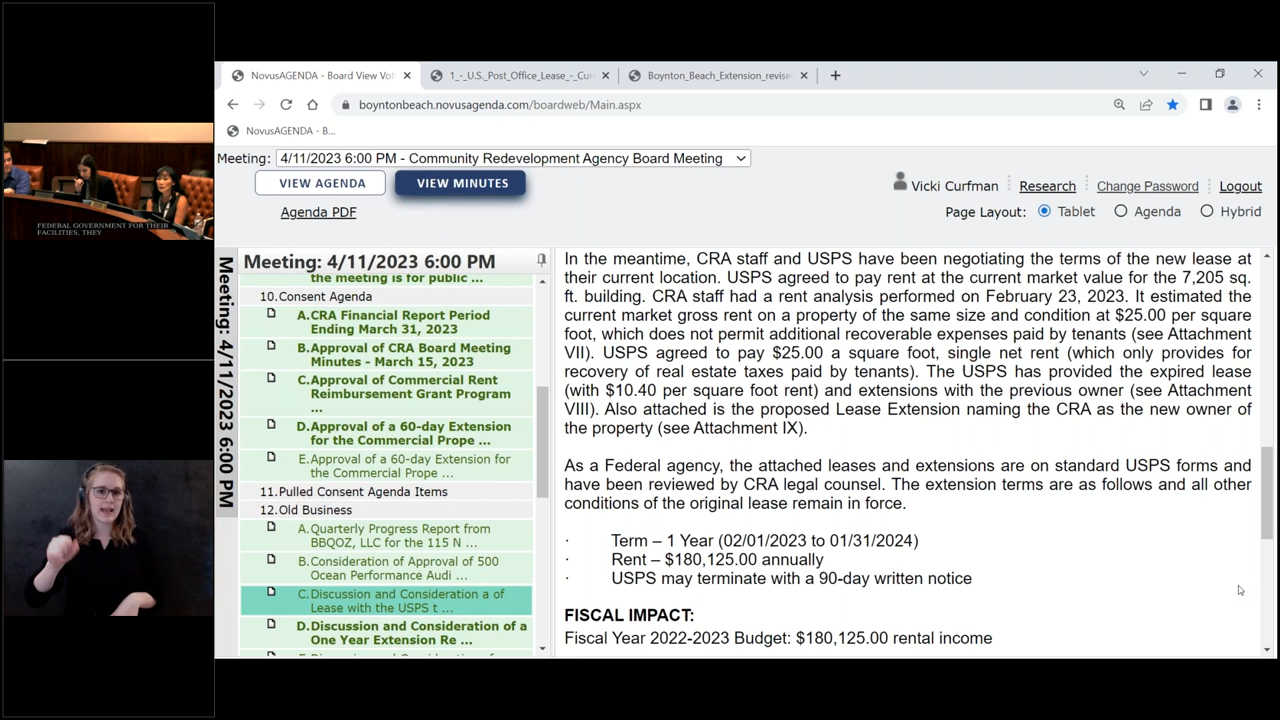 NovusAGENDA - Board View Vot
1_-_U.S._Post_Office_Lease_-_Cur
Boynton_Beach_Extension_revise
boyntonbeach.novusagenda.com/boardweb/Main.aspx
NovusAGENDA - B...
Meeting: 4/11/2023 6:00 PM - Community Redevelopment Agency Board Meeting
VIEW AGENDA
VIEW MINUTES
Agenda PDF
Vicki Curfman
Research
Change Password
Logout
Page Layout: Tablet Agenda Hybrid
FEDERAL GOVERNMENT FOR THEIR
FACILITIES, THEY
Meeting: 4/11/2023 6:00 PM
Meeting: 4/11/2023 6:00 PM
the meeting is for public ...
10.Consent Agenda
A.CRA Financial Report Period
Ending March 31, 2023
B.Approval of CRA Board Meeting
Minutes - March 15, 2023
C.Approval of Commercial Rent
Reimbursement Grant Program
...
D.Approval of a 60-day Extension
for the Commercial Prope ...
E.Approval of a 60-day Extension for
the Commercial Prope ...
11.Pulled Consent Agenda Items
12.Old Business
A.Quarterly Progress Report from
BBQOZ, LLC for the 115 N ...
B.Consideration of Approval of 500
Ocean Performance Audi ...
C.Discussion and Consideration a of
Lease with the USPS t ...
D.Discussion and Consideration of a
One Year Extension Re ...
In the meantime, CRA staff and USPS have been negotiating the terms of the new lease at
their current location. USPS agreed to pay rent at the current market value for the 7,205 sq.
ft. building. CRA staff had a rent analysis performed on February 23, 2023. It estimated the
current market gross rent on a property of the same size and condition at $25.00 per square
foot, which does not permit additional recoverable expenses paid by tenants (see Attachment
VII). USPS agreed to pay $25.00 a square foot, single net rent (which only provides for
recovery of real estate taxes paid by tenants). The USPS has provided the expired lease
(with $10.40 per square foot rent) and extensions with the previous owner (see Attachment
VIII). Also attached is the proposed Lease Extension naming the CRA as the new owner of
the property (see Attachment IX).
As a Federal agency, the attached leases and extensions are on standard USPS forms and
have been reviewed by CRA legal counsel. The extension terms are as follows and all other
conditions of the original lease remain in force.
· Term – 1 Year (02/01/2023 to 01/31/2024)
· Rent – $180,125.00 annually
· USPS may terminate with a 90-day written notice
FISCAL IMPACT:
Fiscal Year 2022-2023 Budget: $180,125.00 rental income